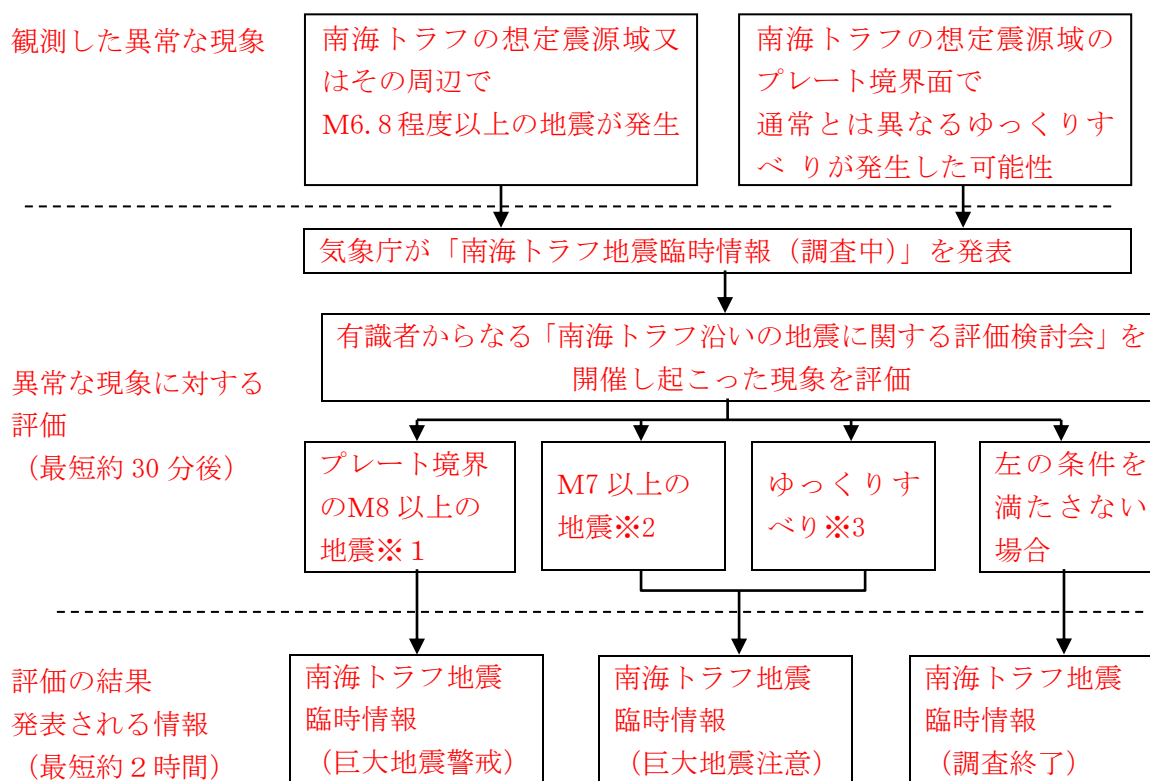 観測した異常な現象
南海トラフの想定震源域又
はその周辺で
M6.8程度以上の地震が発生
南海トラフの想定震源域の
プレート境界面で
通常とは異なるゆっくりす
べ りが発生した可能性
気象庁が「南海トラフ地震臨時情報（調査中）」を発表
有識者からなる「南海トラフ沿いの地震に関する評価検討会」を
開催し起こった現象を評価
異常な現象に対する
評価
（最短約 30 分後）
プレート境界
のM8 以上の
地震※１
M7 以上の
地震※2
ゆっくりす
べり※3
左の条件を
満たさない
場合
評価の結果
発表される情報
（最短約２時間）
南海トラフ地震
臨時情報
（巨大地震警戒）
南海トラフ地震
臨時情報
（巨大地震注意）
南海トラフ地震
臨時情報
（調査終了）